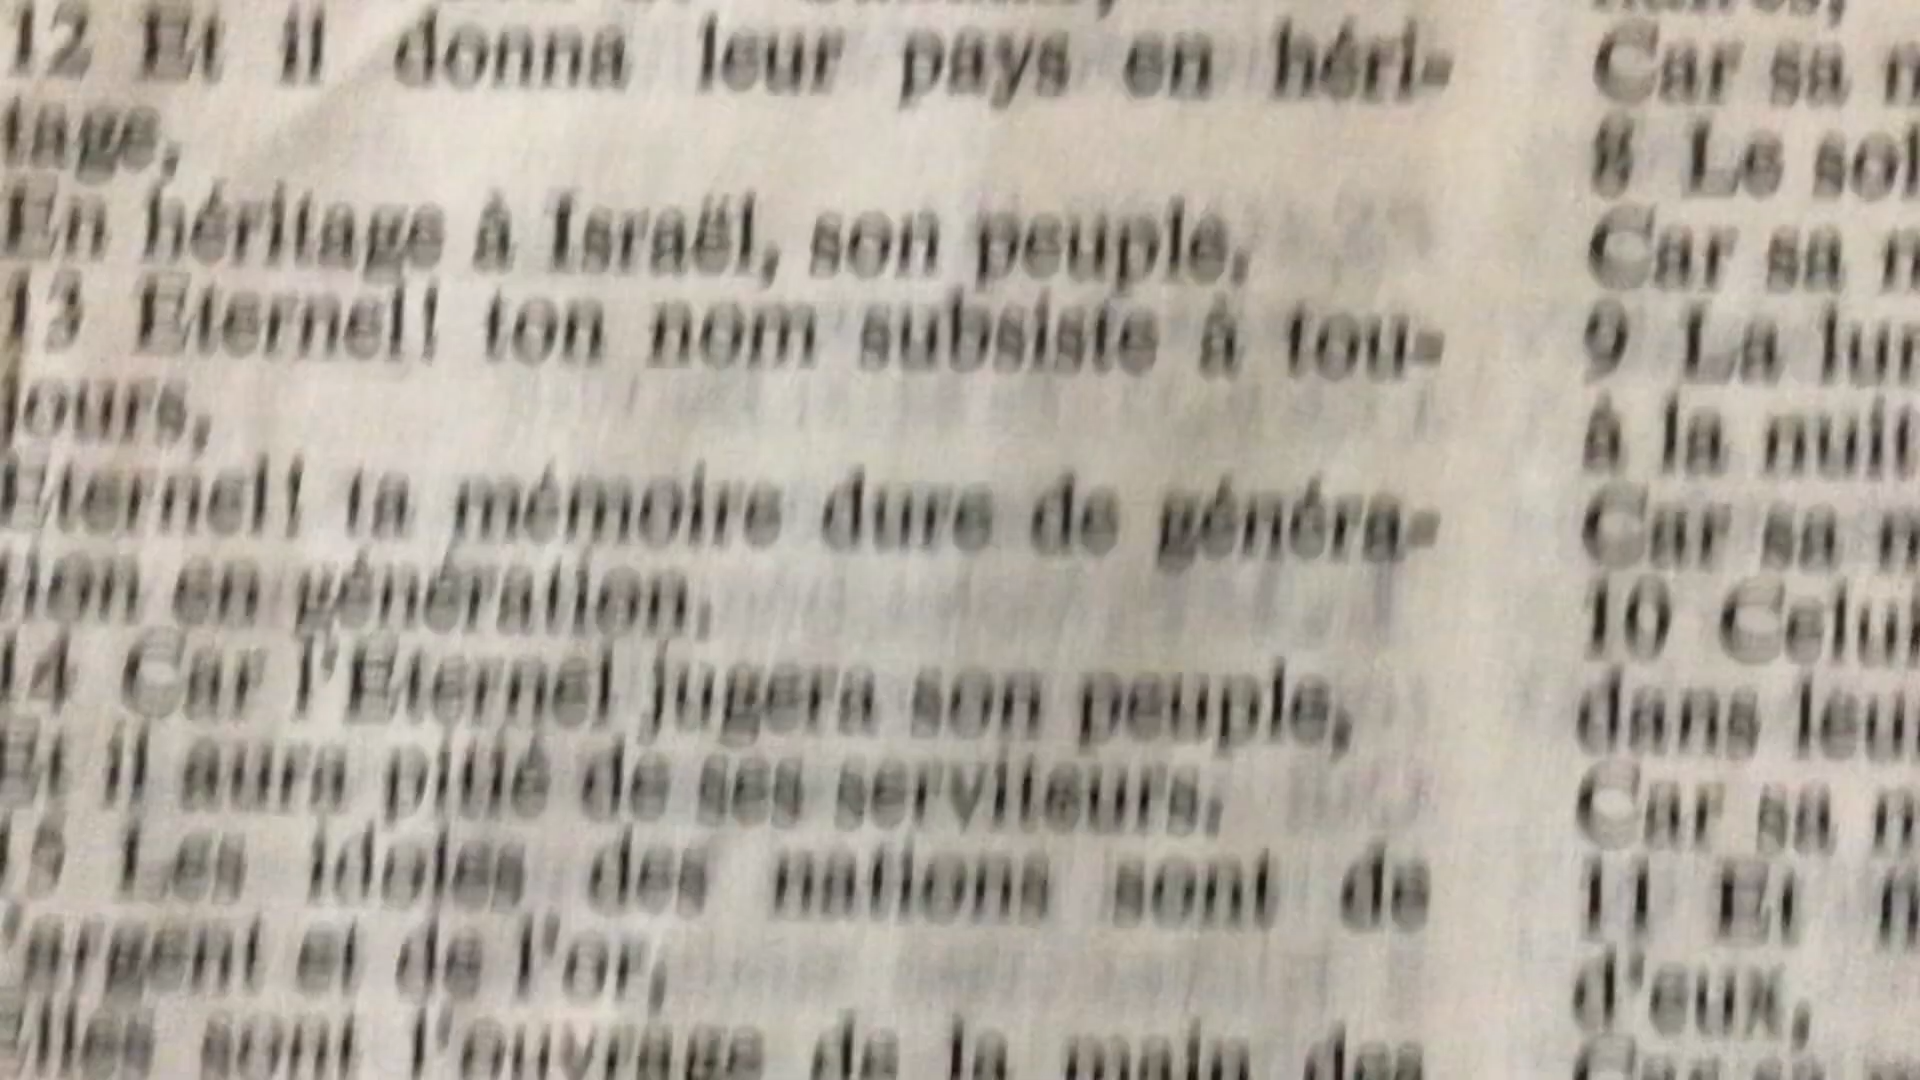 12 Et il donna leur pays en héri-
tage,
En héritage à Israël, son peuple.
13 Eternel! ton nom subsiste à tou-
jours,
Eternel! ta mémoire dure de généra-
tion en génération.
14 Car l'Eternel jugera son peuple,
Et il aura pitié de ses serviteurs.
15 Les idoles des nations sont de
l'argent et de l'or,
Elles sont l'ouvrage de la main des
Car sa
8 Le
Car sa
9 La
à la nuit
Car sa
10
dans
Car sa
11 Et
d'eux,